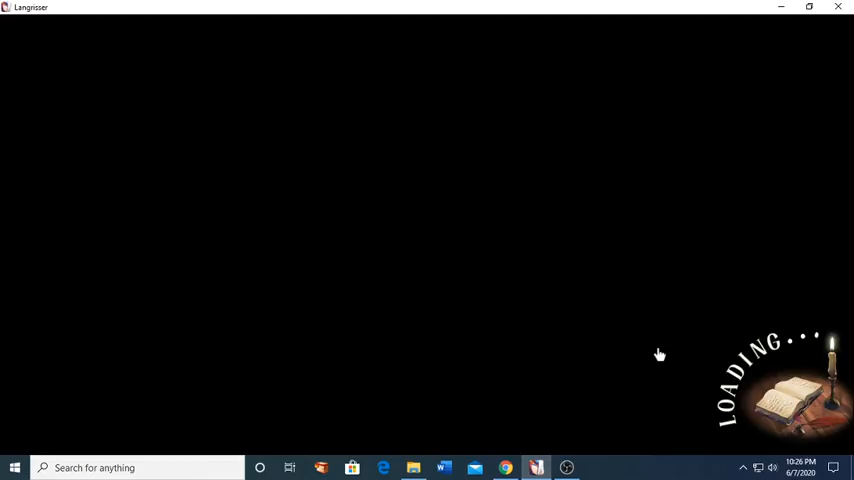 Langrisser
LOADING...
Search for anything
10:26 PM
6/7/2020